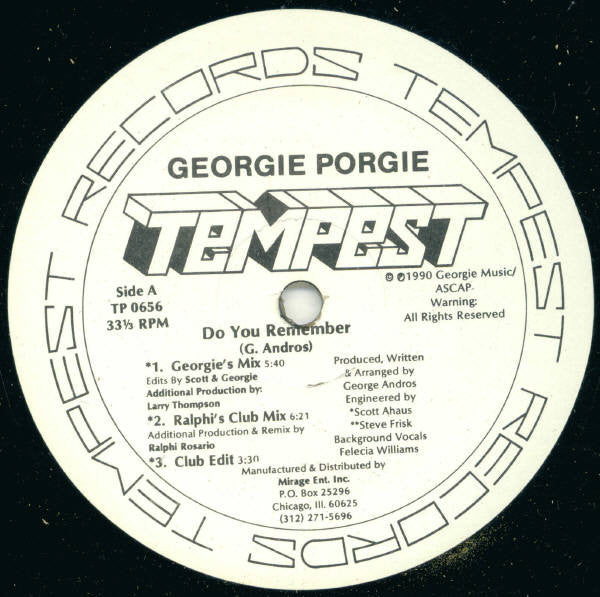 TEMPEST RECORDS TEMPEST RECORDS TEMPEST RECORDS
GEORGIE PORGIE
TEMPEST
Side A
TP 0656
33⅓ RPM
© ℗1990 Georgie Music/
ASCAP-
Warning:
All Rights Reserved
Do You Remember
(G. Andros)
*1. Georgie's Mix 5:40
Edits By Scott & Georgie
Additional Production by:
Larry Thompson
*2. Ralphi's Club Mix 6:21
Additional Production & Remix by
Ralphi Rosario
*3. Club Edit 3:30
Produced, Written
& Arranged by
George Andros
Engineered by
*Scott Ahaus
**Steve Frisk
Background Vocals
Felecia Williams
Manufactured & Distributed by
Mirage Ent. Inc.
P.O. Box 25296
Chicago, Ill. 60625
(312) 271-5696